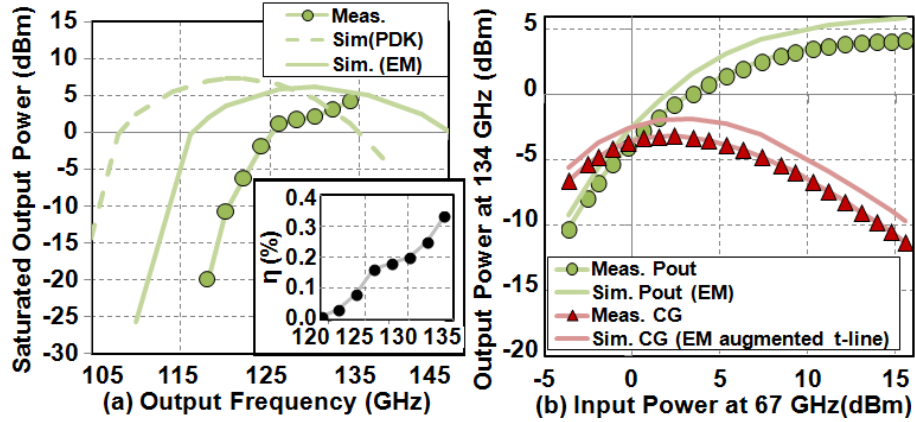 Saturated Output Power (dBm)
15
10
5
0
-5
-10
-15
-20
-25
-30
Meas.
Sim(PDK)
Sim. (EM)
η (%)
0.4
0.3
0.2
0.1
0.0
120 125 130 135
105 115 125 135 145
(a) Output Frequency (GHz)
Output Power at 134 GHz (dBm)
5
0
-5
-10
-15
-20
Meas. Pout
Sim. Pout (EM)
Meas. CG
Sim. CG (EM augmented t-line)
-5 0 5 10 15
(b) Input Power at 67 GHz(dBm)